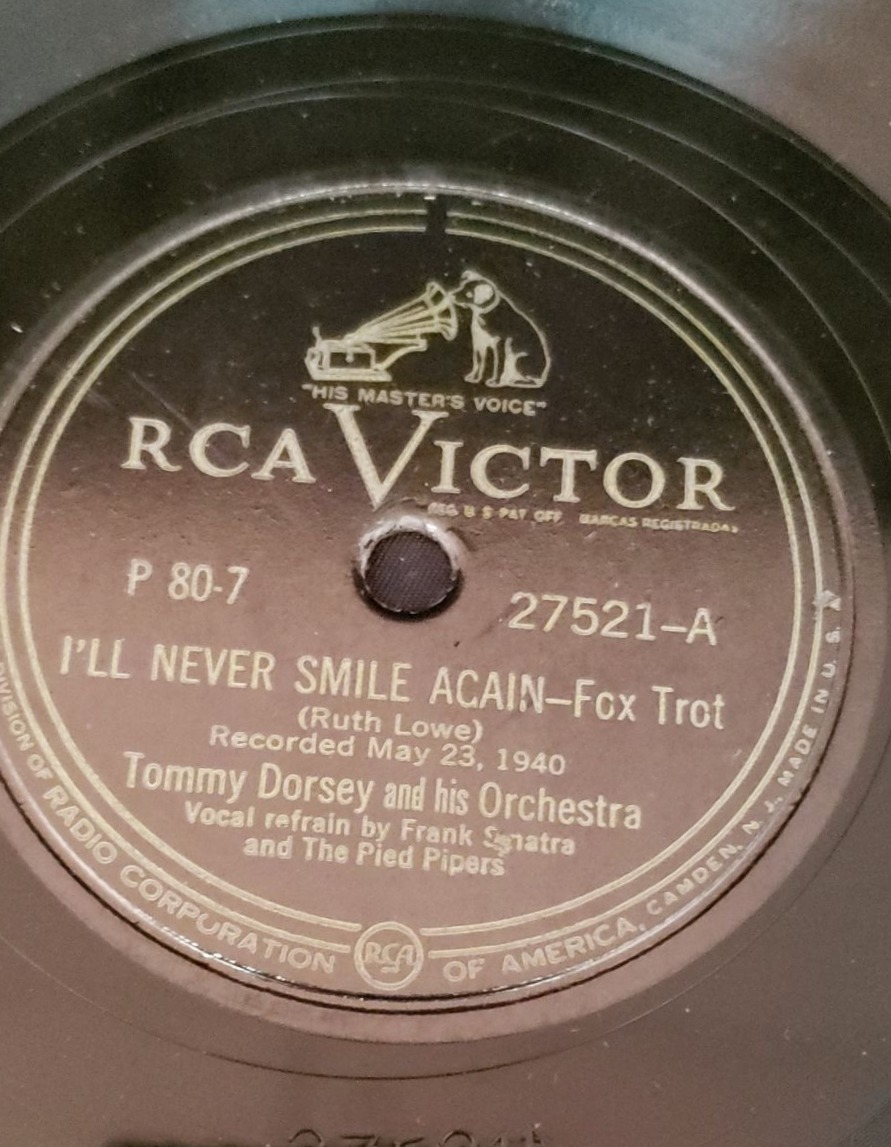 "HIS MASTER'S VOICE"
RCA VICTOR
REG. U S PAT. OFF. MARCAS REGISTRADAS
P 80-7
27521-A
I'LL NEVER SMILE AGAIN-Fox Trot
(Ruth Lowe)
Recorded May 23, 1940
Tommy Dorsey and his Orchestra
Vocal refrain by Frank Sinatra
and The Pied Pipers
DIVISION OF RADIO CORPORATION OF AMERICA, CAMDEN, N. J. MADE IN U. S. A.
RCA